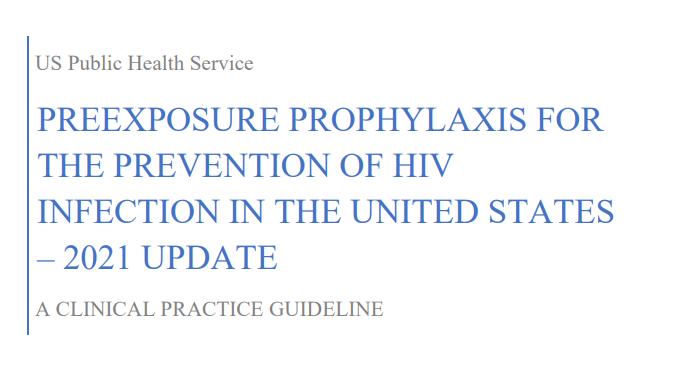 US Public Health Service
PREEXPOSURE PROPHYLAXIS FOR
THE PREVENTION OF HIV
INFECTION IN THE UNITED STATES
– 2021 UPDATE
A CLINICAL PRACTICE GUIDELINE